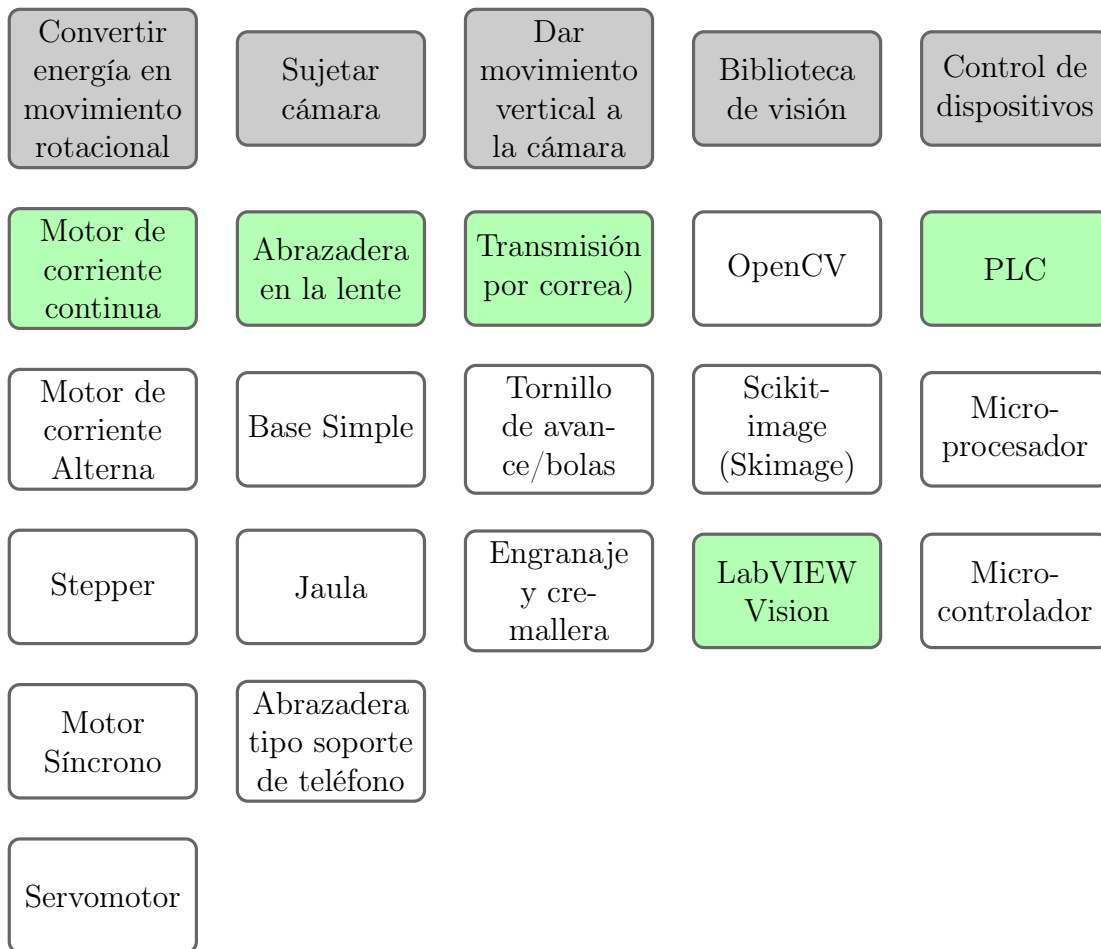 Convertir
energía en
movimiento
rotacional
Sujetar
cámara
Dar
movimiento
vertical a
la cámara
Biblioteca
de visión
Control de
dispositivos
Motor de
corriente
continua
Abrazadera
en la lente
Transmisión
por correa)
OpenCV
PLC
Motor de
corriente
Alterna
Base Simple
Tornillo
de avan-
ce/bolas
Scikit-
image
(Skimage)
Micro-
procesador
Stepper
Jaula
Engranaje
y cre-
mallera
LabVIEW
Vision
Micro-
controlador
Motor
Síncrono
Abrazadera
tipo soporte
de teléfono
Servomotor